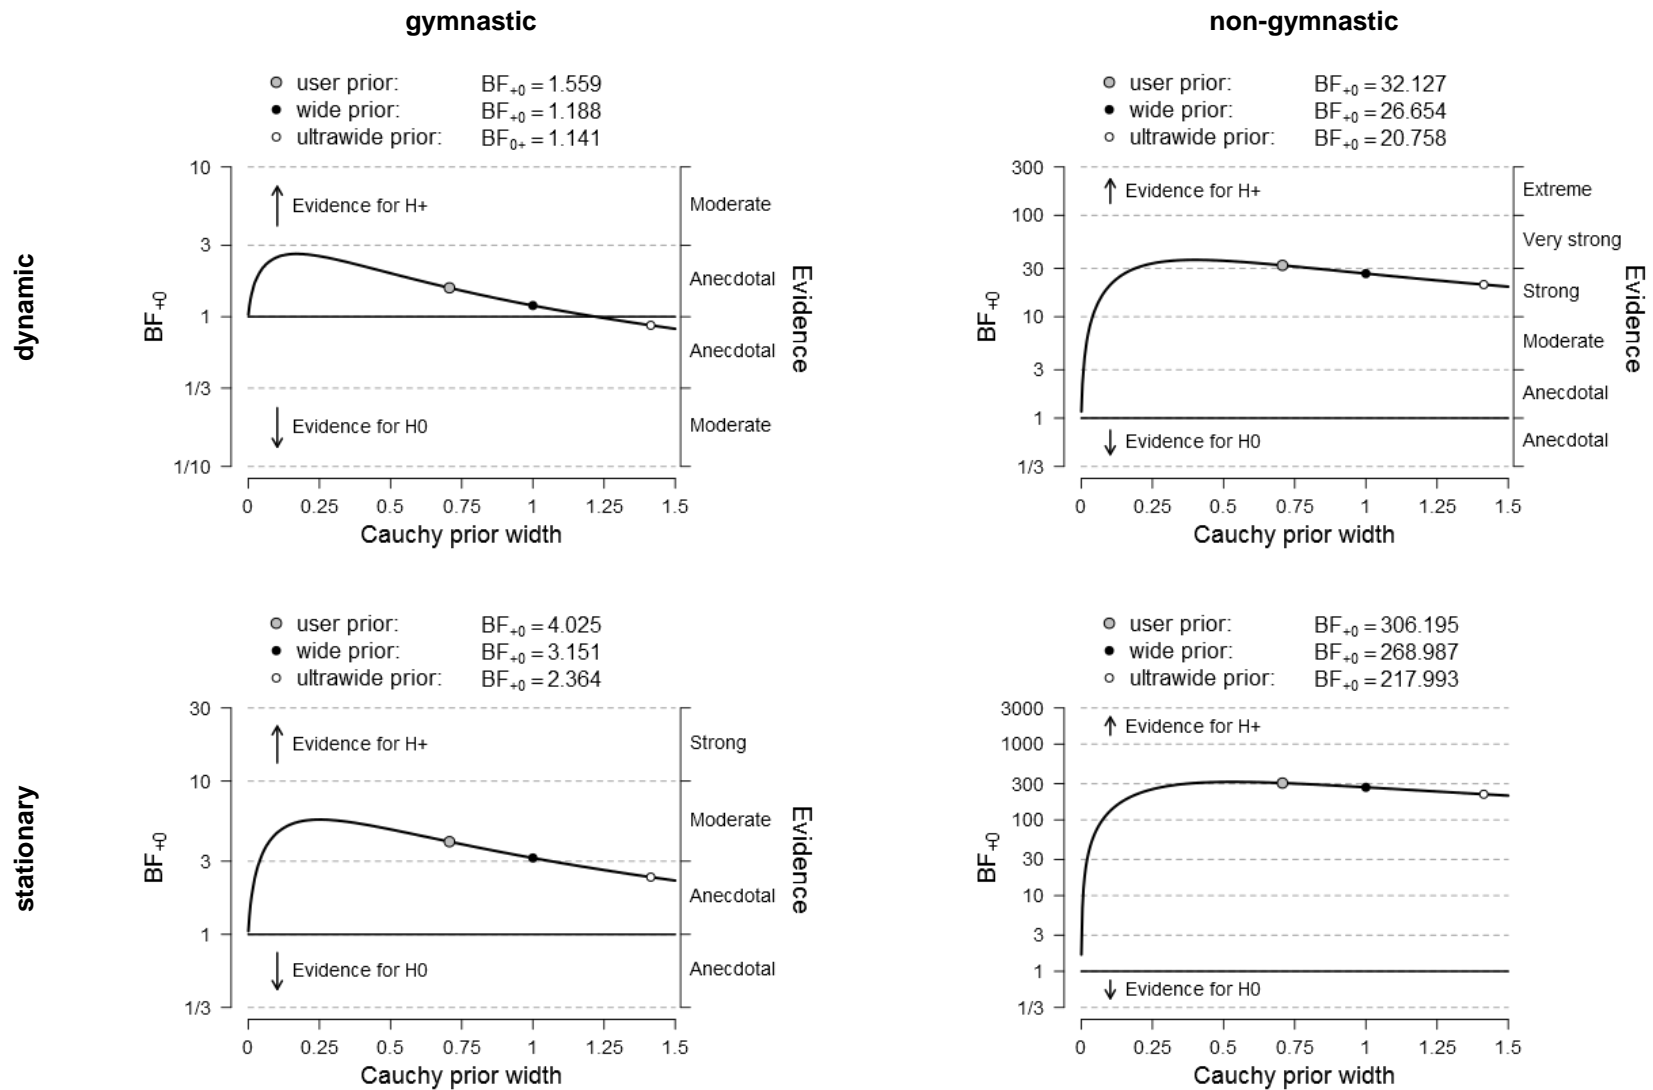 gymnastic
non-gymnastic
dynamic
user prior: BF+0 = 1.559
wide prior: BF+0 = 1.188
ultrawide prior: BF0+ = 1.141
10
3
1
1/3
1/10
BF+0
Evidence for H+
Evidence for H0
Moderate
Anecdotal
Anecdotal
Moderate
Evidence
0 0.25 0.5 0.75 1 1.25 1.5
Cauchy prior width
user prior: BF+0 = 32.127
wide prior: BF+0 = 26.654
ultrawide prior: BF+0 = 20.758
300
100
30
10
3
1
1/3
BF+0
Evidence for H+
Evidence for H0
Extreme
Very strong
Strong
Moderate
Anecdotal
Anecdotal
Evidence
0 0.25 0.5 0.75 1 1.25 1.5
Cauchy prior width
stationary
user prior: BF+0 = 4.025
wide prior: BF+0 = 3.151
ultrawide prior: BF+0 = 2.364
30
10
3
1
1/3
BF+0
Evidence for H+
Evidence for H0
Strong
Moderate
Anecdotal
Anecdotal
Evidence
0 0.25 0.5 0.75 1 1.25 1.5
Cauchy prior width
user prior: BF+0 = 306.195
wide prior: BF+0 = 268.987
ultrawide prior: BF+0 = 217.993
3000
1000
300
100
30
10
3
1
1/3
BF+0
Evidence for H+
Evidence for H0
0 0.25 0.5 0.75 1 1.25 1.5
Cauchy prior width